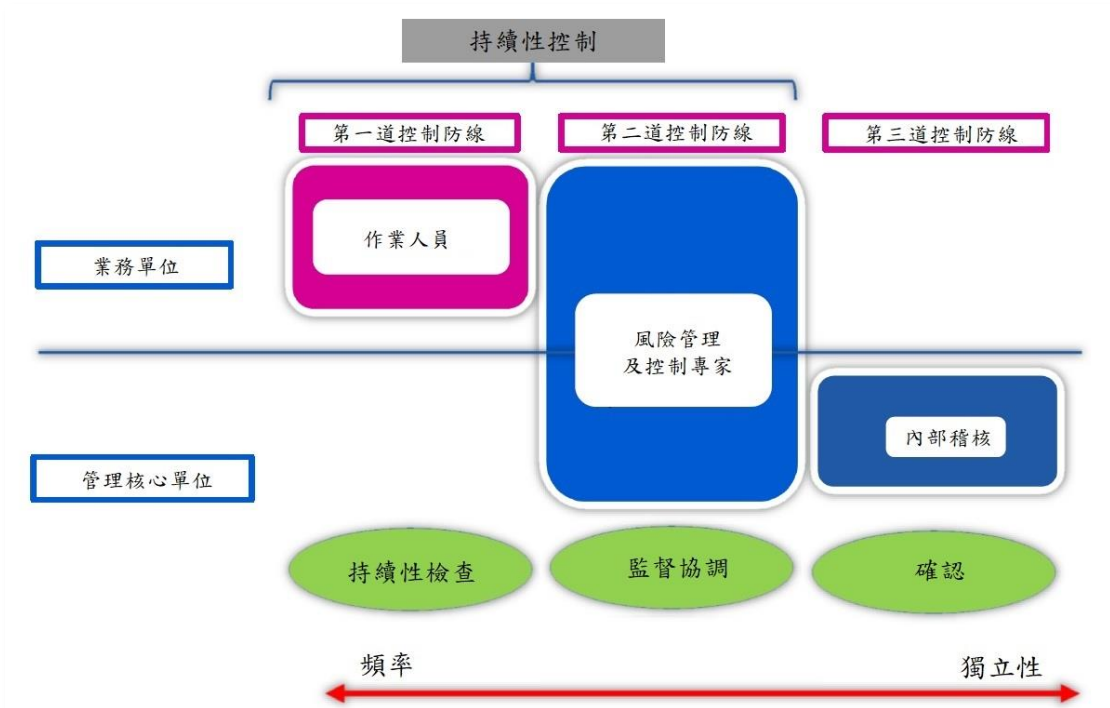 持續性控制
第一道控制防線
第二道控制防線
第三道控制防線
作業人員
業務單位
風險管理
及控制專家
內部稽核
管理核心單位
持續性檢查
監督協調
確認
頻率
獨立性